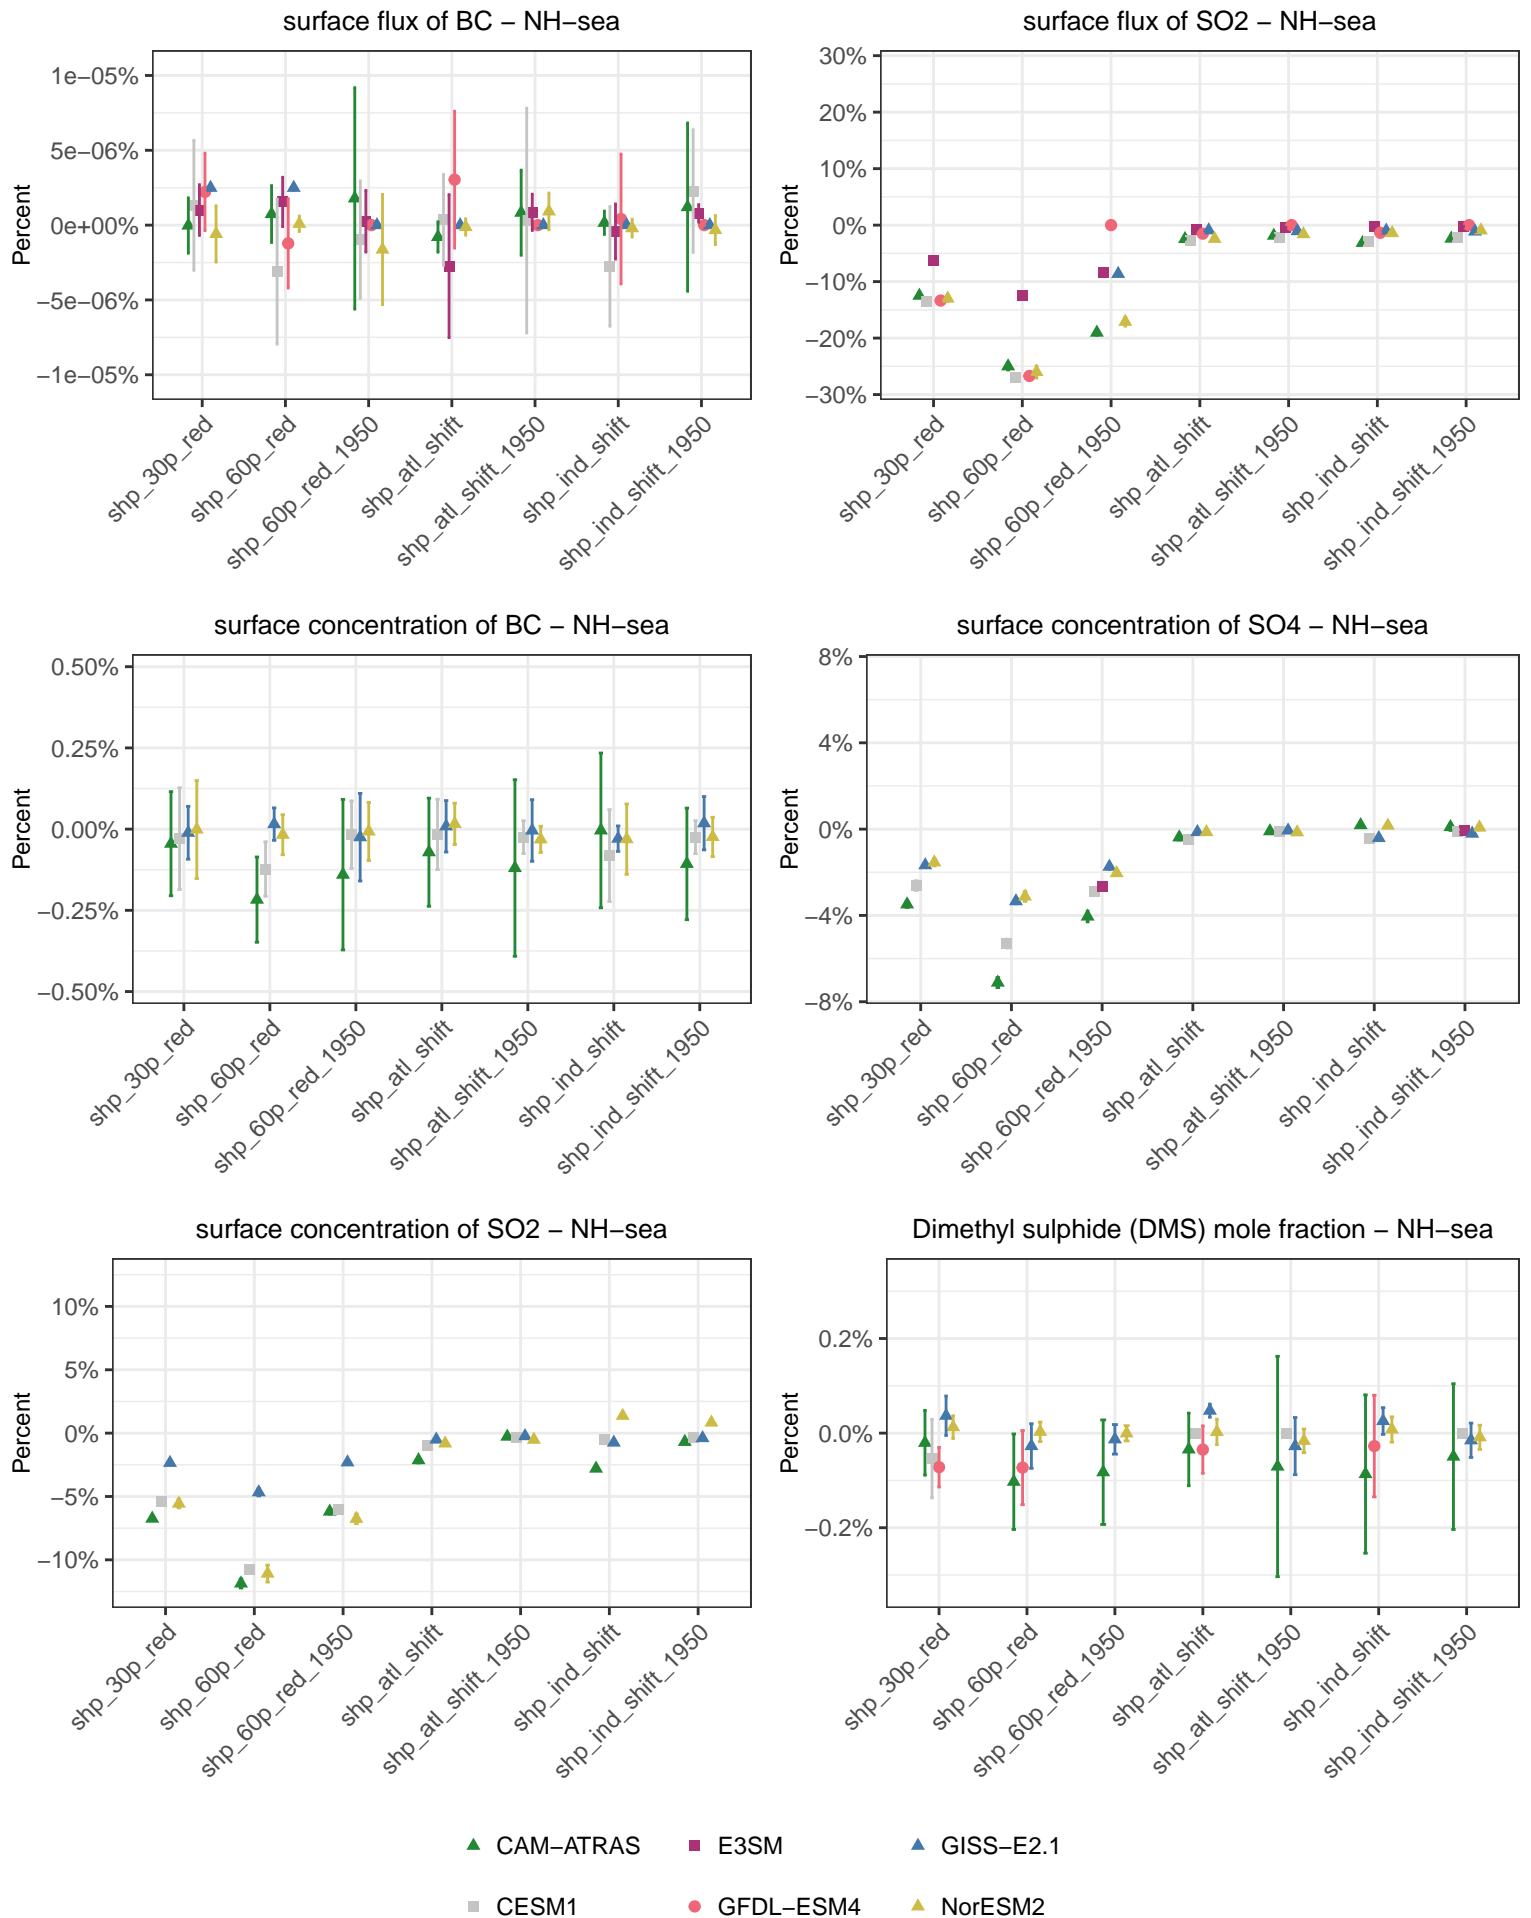 surface flux of BC − NH−sea
Percent
1e−05%
5e−06%
0e+00%
−5e−06%
−1e−05%
shp_30p_red
shp_60p_red
shp_60p_red_1950
shp_atl_shift
shp_atl_shift_1950
shp_ind_shift
shp_ind_shift_1950
surface flux of SO2 − NH−sea
Percent
30%
20%
10%
0%
−10%
−20%
−30%
shp_30p_red
shp_60p_red
shp_60p_red_1950
shp_atl_shift
shp_atl_shift_1950
shp_ind_shift
shp_ind_shift_1950
surface concentration of BC − NH−sea
Percent
0.50%
0.25%
0.00%
−0.25%
−0.50%
shp_30p_red
shp_60p_red
shp_60p_red_1950
shp_atl_shift
shp_atl_shift_1950
shp_ind_shift
shp_ind_shift_1950
surface concentration of SO4 − NH−sea
Percent
8%
4%
0%
−4%
−8%
shp_30p_red
shp_60p_red
shp_60p_red_1950
shp_atl_shift
shp_atl_shift_1950
shp_ind_shift
shp_ind_shift_1950
surface concentration of SO2 − NH−sea
Percent
10%
5%
0%
−5%
−10%
shp_30p_red
shp_60p_red
shp_60p_red_1950
shp_atl_shift
shp_atl_shift_1950
shp_ind_shift
shp_ind_shift_1950
Dimethyl sulphide (DMS) mole fraction − NH−sea
Percent
0.2%
0.0%
−0.2%
shp_30p_red
shp_60p_red
shp_60p_red_1950
shp_atl_shift
shp_atl_shift_1950
shp_ind_shift
shp_ind_shift_1950
CAM−ATRAS
E3SM
GISS−E2.1
CESM1
GFDL−ESM4
NorESM2